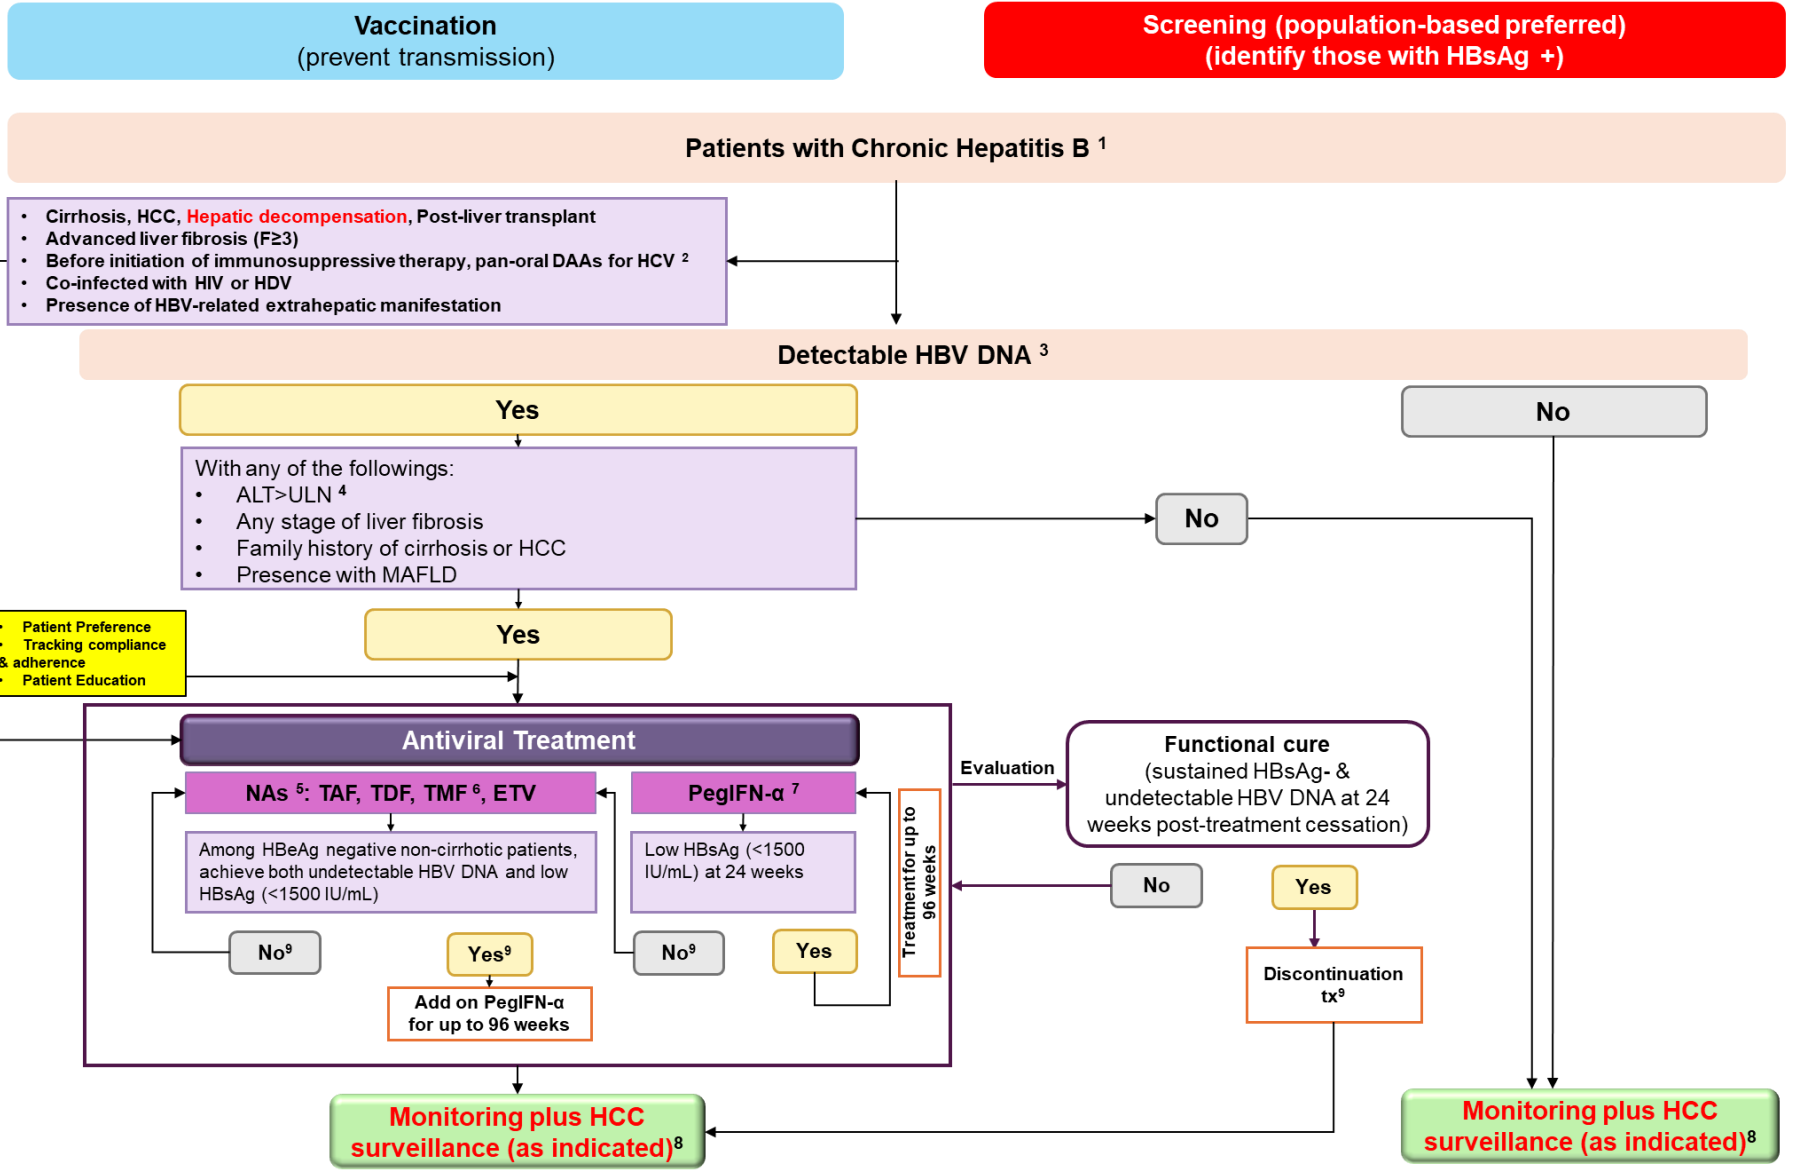 Vaccination
(prevent transmission)
Screening (population-based preferred)
(identify those with HBsAg +)
Patients with Chronic Hepatitis B ¹
• Cirrhosis, HCC, Hepatic decompensation, Post-liver transplant
• Advanced liver fibrosis (F≥3)
• Before initiation of immunosuppressive therapy, pan-oral DAAs for HCV ²
• Co-infected with HIV or HDV
• Presence of HBV-related extrahepatic manifestation
Detectable HBV DNA ³
Yes
No
With any of the followings:
• ALT>ULN ⁴
• Any stage of liver fibrosis
• Family history of cirrhosis or HCC
• Presence with MAFLD
No
• Patient Preference
• Tracking compliance
& adherence
• Patient Education
Yes
Antiviral Treatment
NAs ⁵: TAF, TDF, TMF ⁶, ETV
PegIFN-α ⁷
Among HBeAg negative non-cirrhotic patients,
achieve both undetectable HBV DNA and low
HBsAg (<1500 IU/mL)
Low HBsAg (<1500
IU/mL) at 24 weeks
Treatment for up to
96 weeks
No⁹
Yes⁹
No⁹
Yes
Add on PegIFN-α
for up to 96 weeks
Evaluation
Functional cure
(sustained HBsAg- &
undetectable HBV DNA at 24
weeks post-treatment cessation)
No
Yes
Discontinuation
tx⁹
Monitoring plus HCC
surveillance (as indicated)⁸
Monitoring plus HCC
surveillance (as indicated)⁸